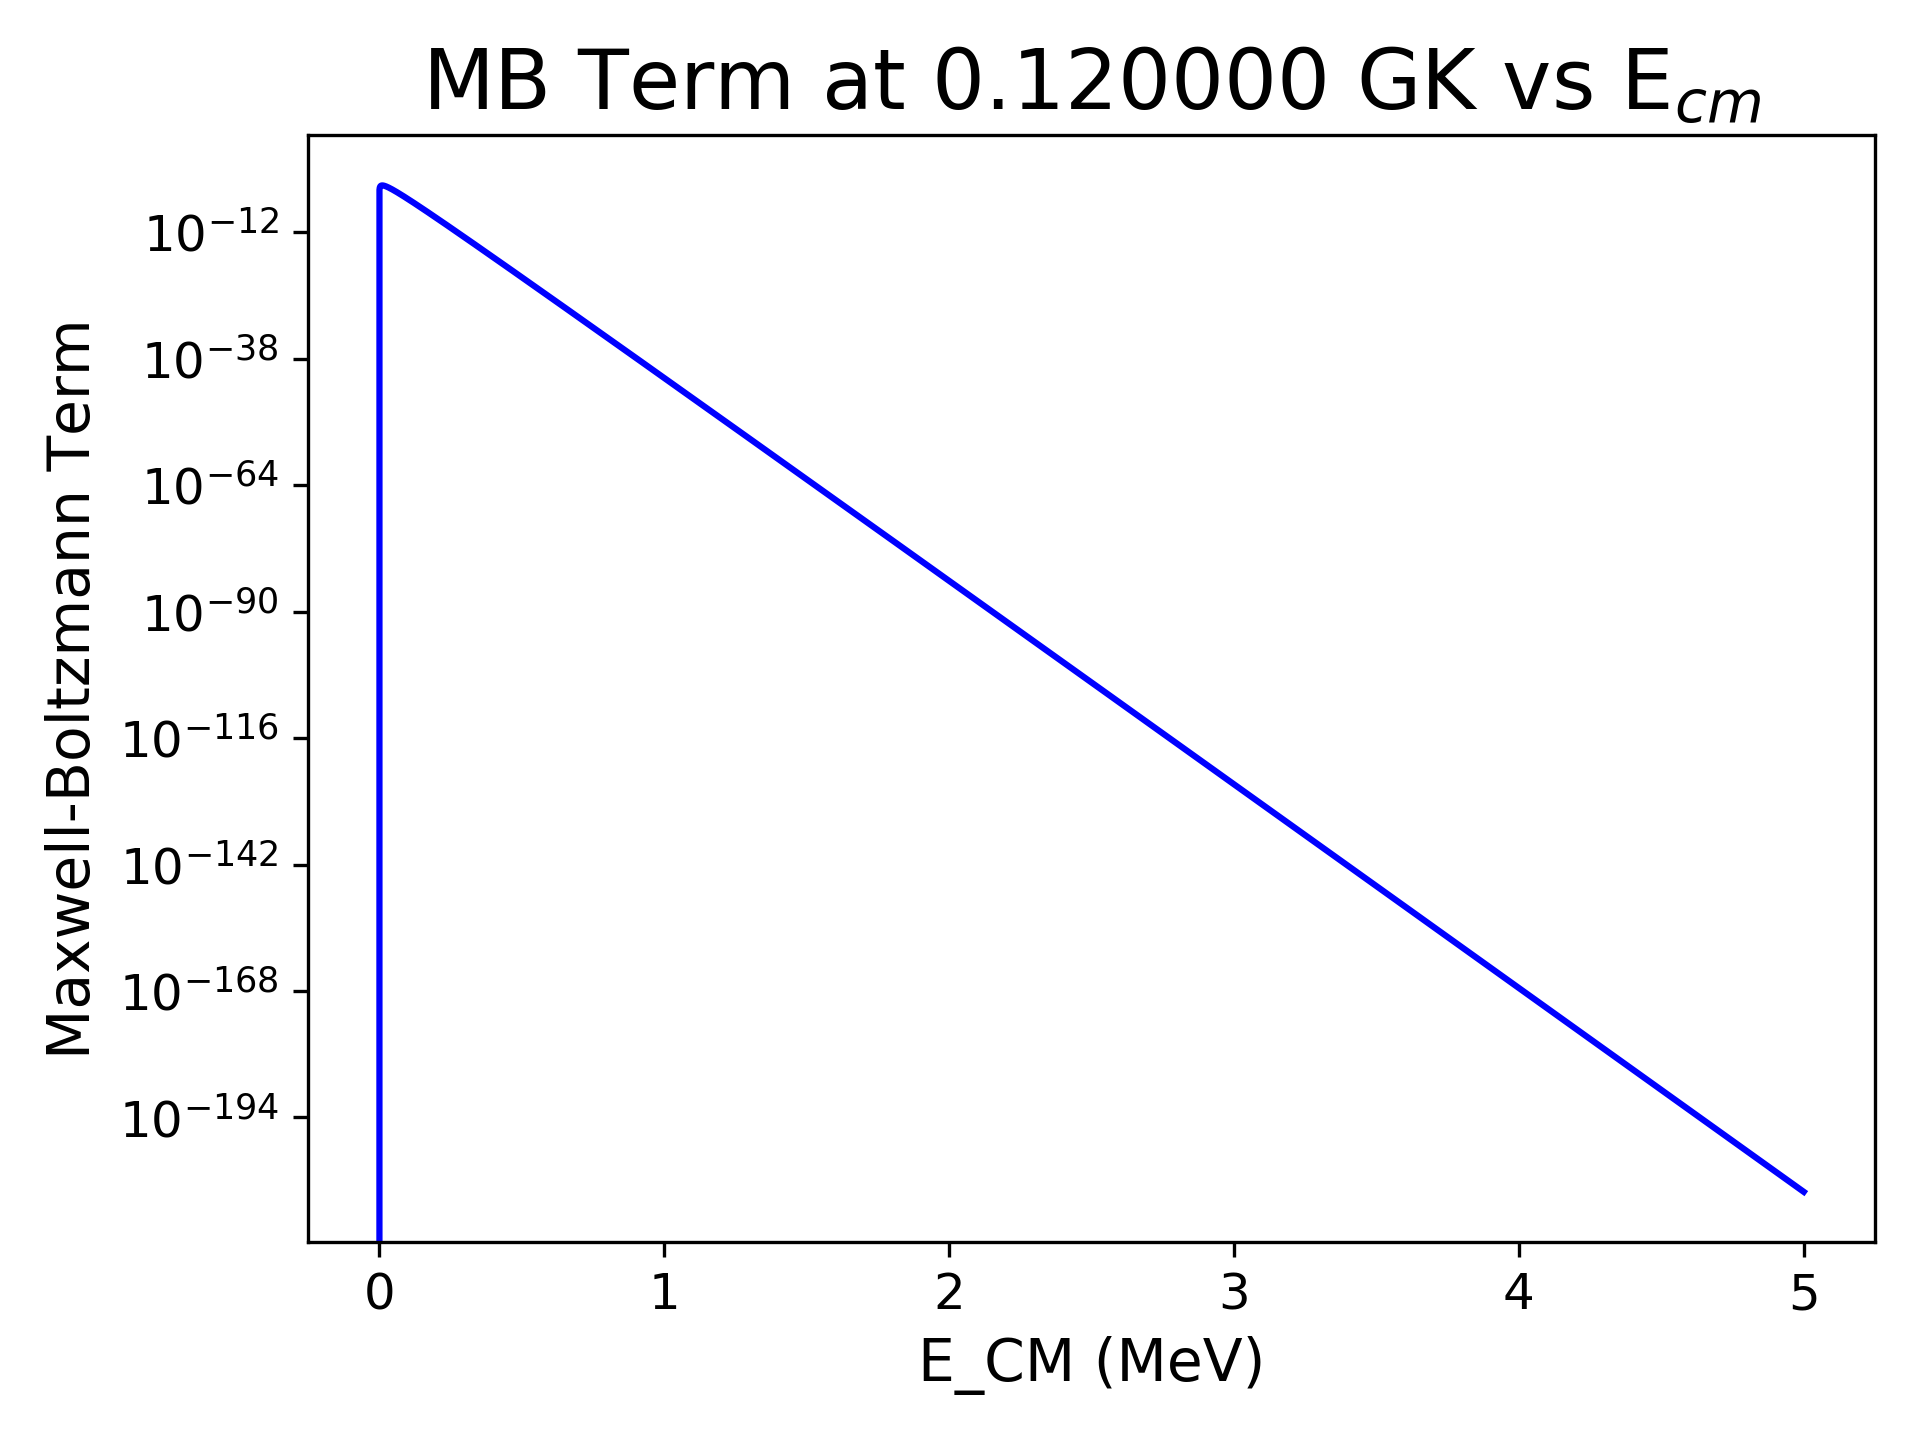 MB Term at 0.120000 GK vs E_{cm}
Maxwell-Boltzmann Term
10^{-12}
10^{-38}
10^{-64}
10^{-90}
10^{-116}
10^{-142}
10^{-168}
10^{-194}
0 1 2 3 4 5
E_CM (MeV)